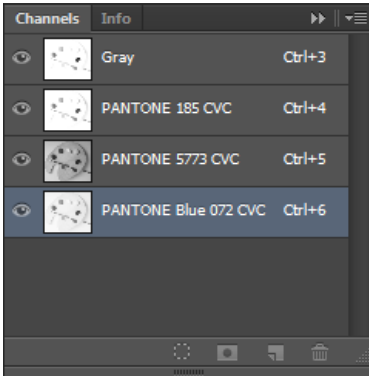 Channels Info
Gray Ctrl+3
PANTONE 185 CVC Ctrl+4
PANTONE 5773 CVC Ctrl+5
PANTONE Blue 072 CVC Ctrl+6